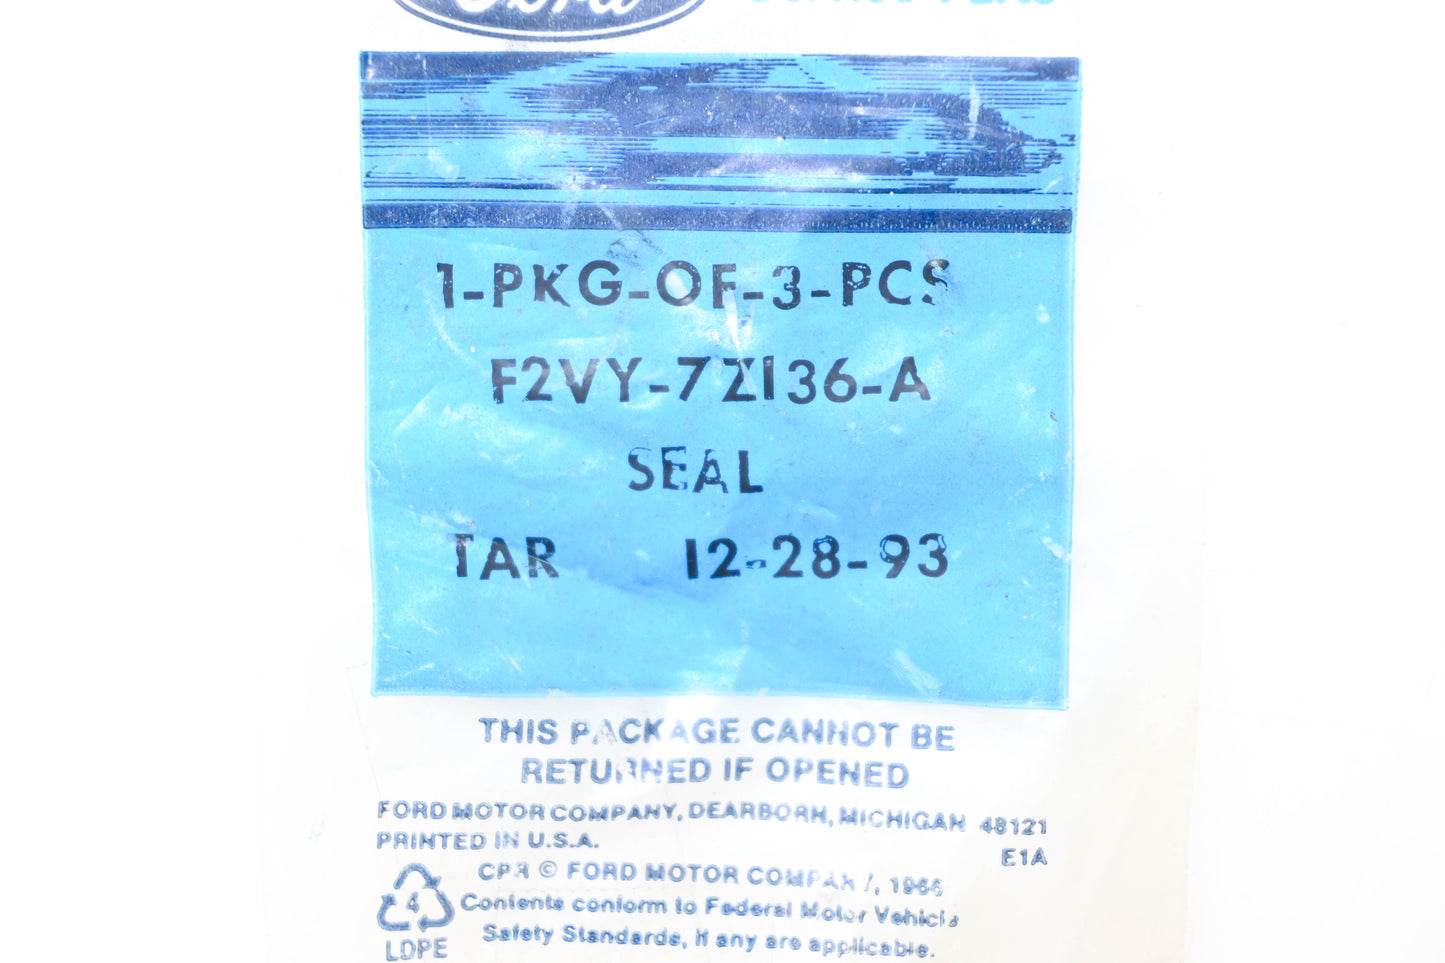 Ford
1-PKG-OF-3-PCS
F2VY-7Z136-A
SEAL
TAR 12-28-93
THIS PACKAGE CANNOT BE
RETURNED IF OPENED
FORD MOTOR COMPANY, DEARBORN, MICHIGAN 48121
PRINTED IN U.S.A.
E1A
CPR © FORD MOTOR COMPANY, 1986
4
LDPE
Contents conform to Federal Motor Vehicle
Safety Standards, if any are applicable.